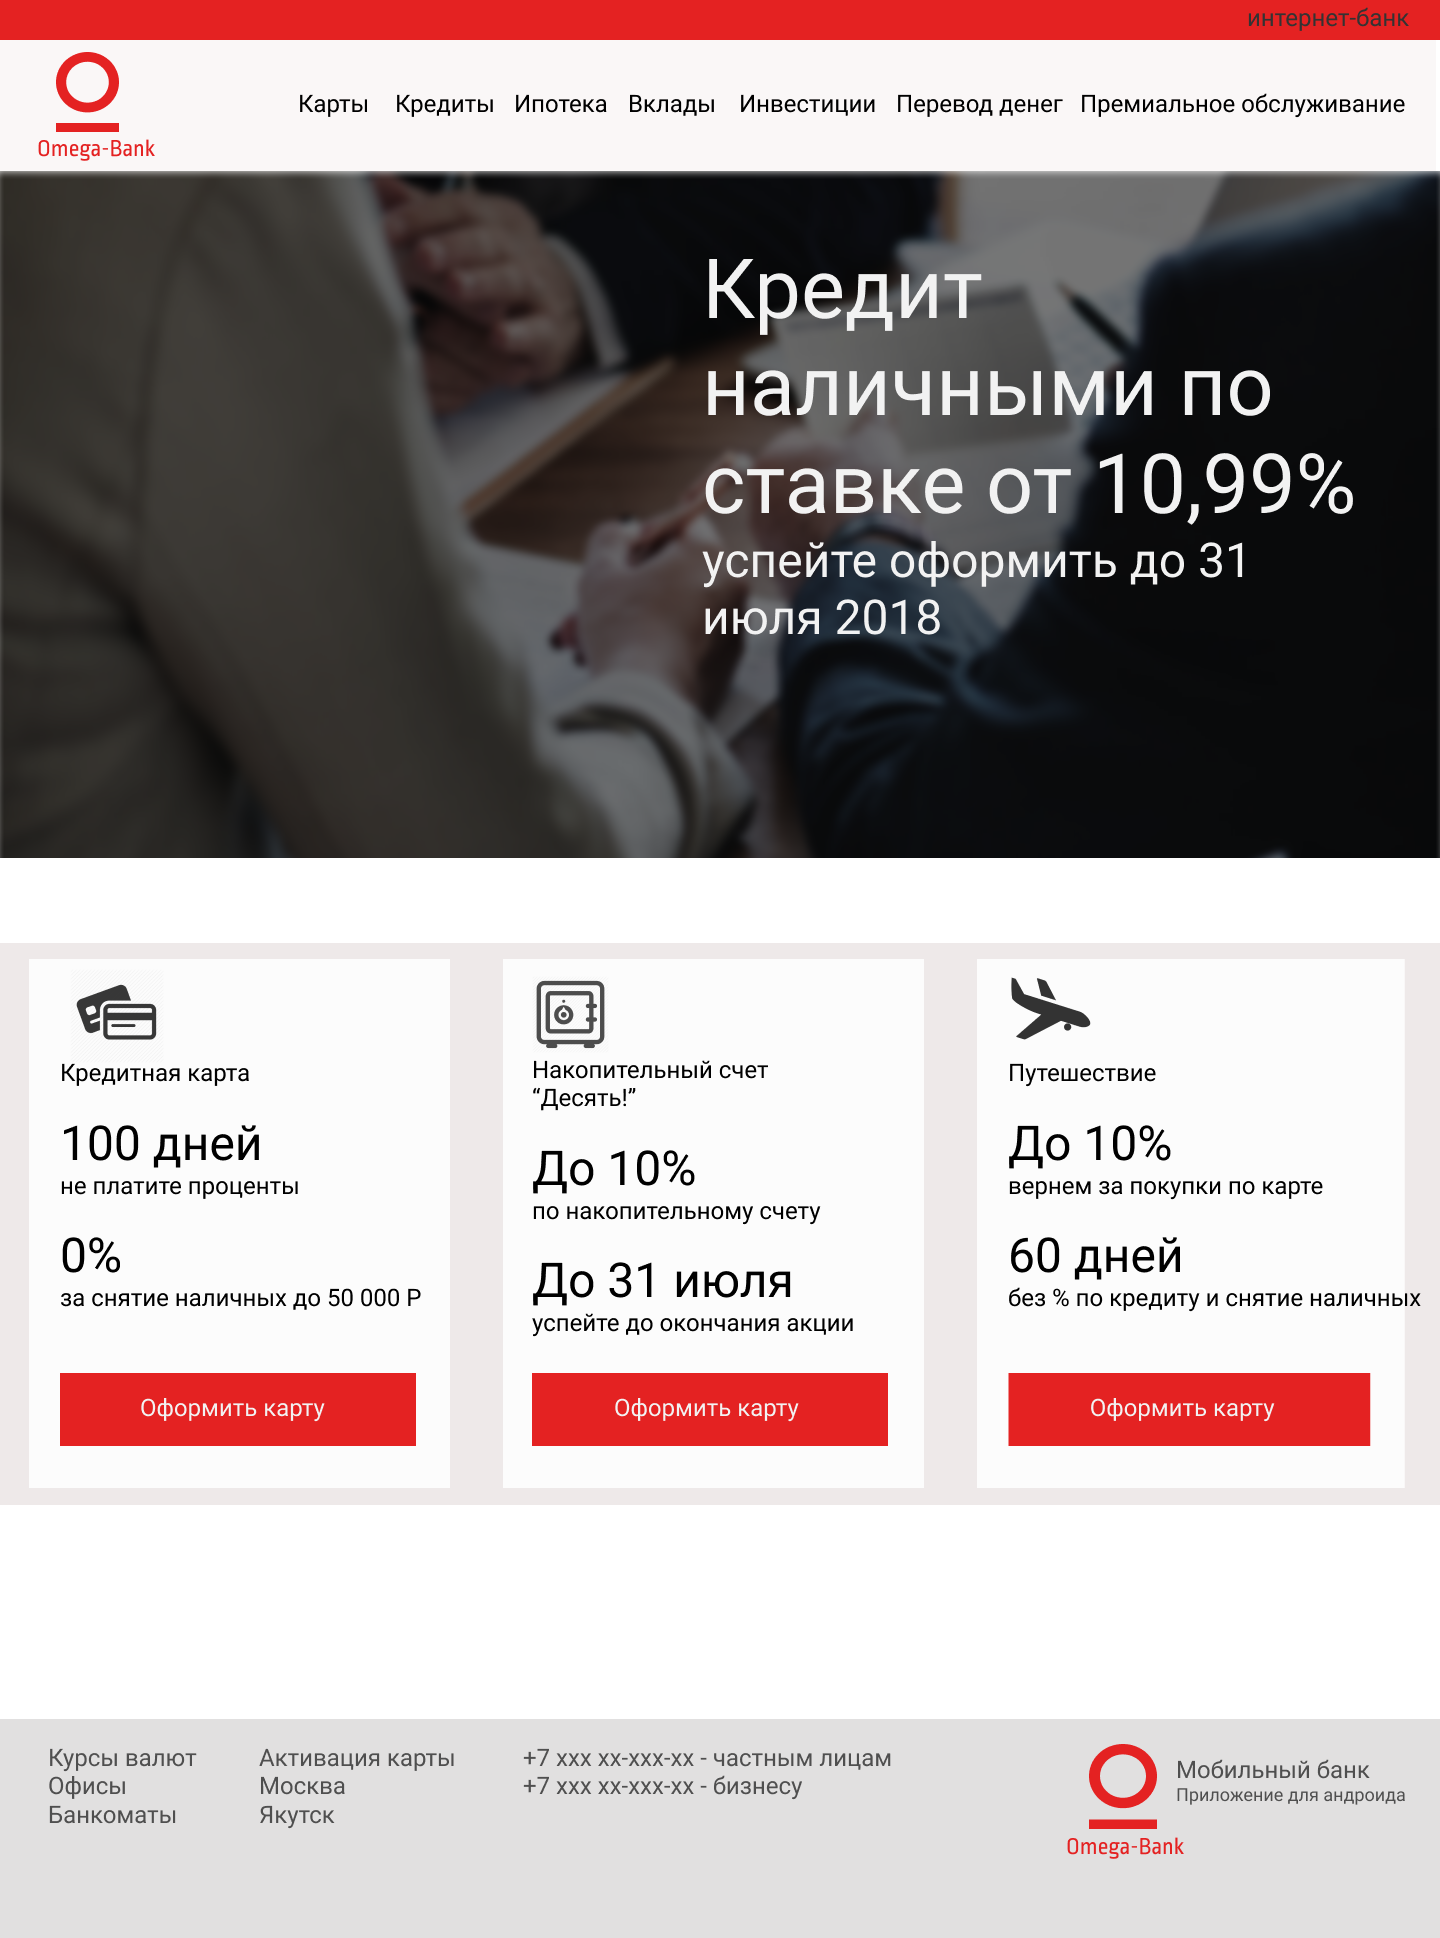 интернет-банк
Omega-Bank
Карты Кредиты Ипотека Вклады Инвестиции Перевод денег Премиальное обслуживание
Кредит
наличными по
ставке от 10,99%
успейте оформить до 31
июля 2018
Кредитная карта
100 дней
не платите проценты
0%
за снятие наличных до 50 000 Р
Оформить карту
Накопительный счет
“Десять!”
До 10%
по накопительному счету
До 31 июля
успейте до окончания акции
Оформить карту
Путешествие
До 10%
вернем за покупки по карте
60 дней
без % по кредиту и снятие наличных
Оформить карту
Курсы валют
Офисы
Банкоматы
Активация карты
Москва
Якутск
+7 xxx xx-xxx-xx - частным лицам
+7 xxx xx-xxx-xx - бизнесу
Omega-Bank
Мобильный банк
Приложение для андроида